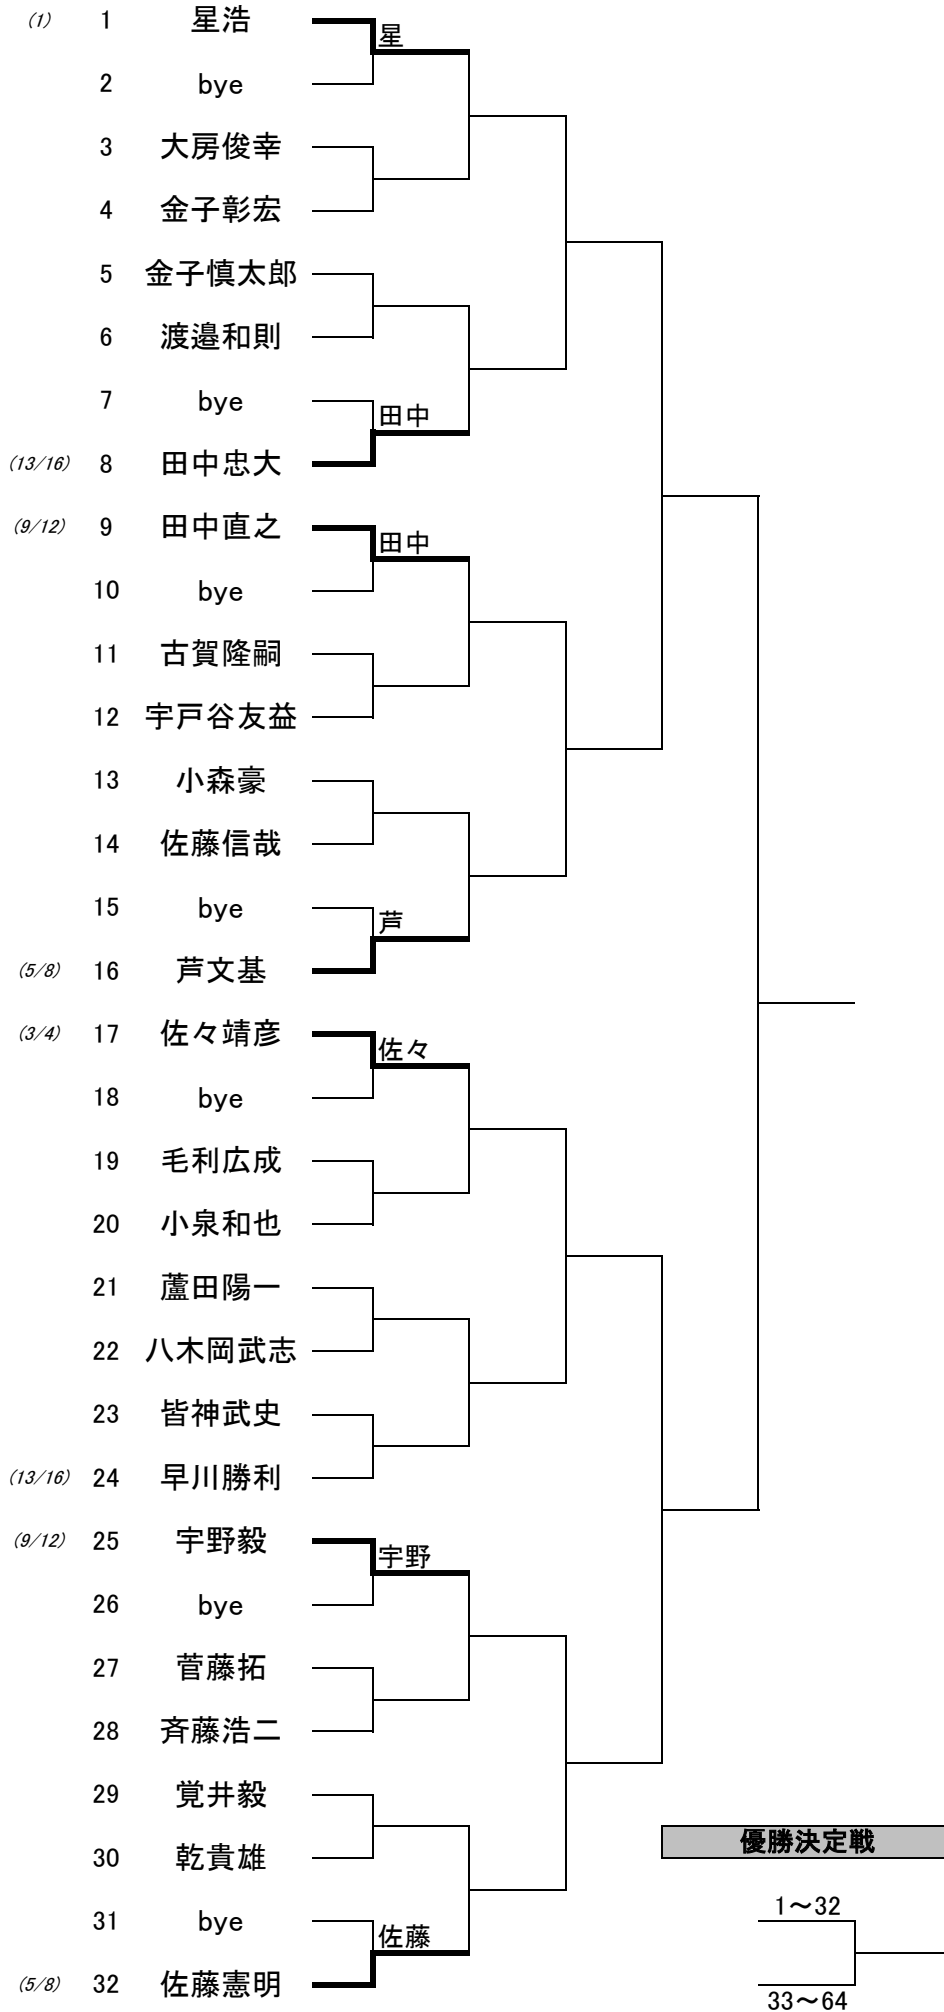 (1) 1 星浩
星
2 bye
3 大房俊幸
4 金子彰宏
5 金子慎太郎
6 渡邉和則
7 bye
田中
(13/16) 8 田中忠大
(9/12) 9 田中直之
田中
10 bye
11 古賀隆嗣
12 宇戸谷友益
13 小森豪
14 佐藤信哉
15 bye
芦
(5/8) 16 芦文基
(3/4) 17 佐々靖彦
佐々
18 bye
19 毛利広成
20 小泉和也
21 蘆田陽一
22 八木岡武志
23 皆神武史
(13/16) 24 早川勝利
(9/12) 25 宇野毅
宇野
26 bye
27 菅藤拓
28 斉藤浩二
29 覚井毅
30 乾貴雄
31 bye
佐藤
(5/8) 32 佐藤憲明
優勝決定戦
1～32
33～64